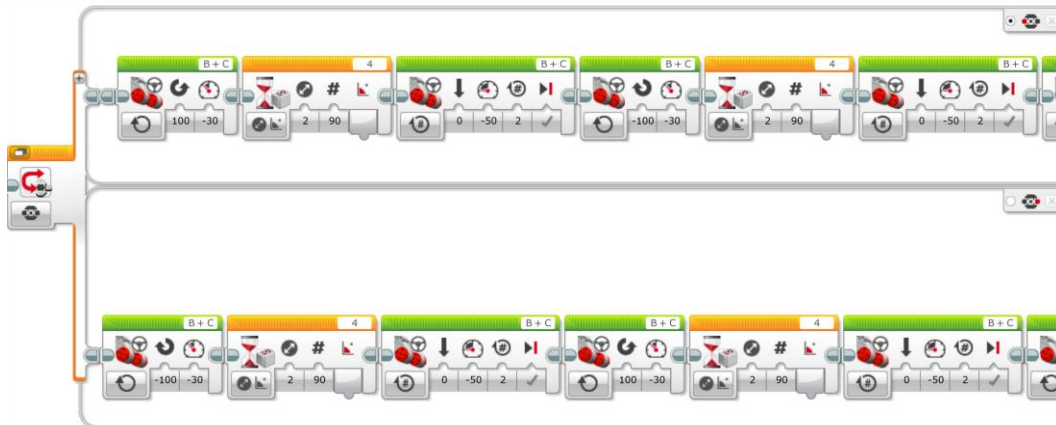 B + C 4 B + C B + C 4 B + C
# # #
100 -30 2 90 0 -50 2 -100 -30 2 90 0 -50 2
# # #
B + C 4 B + C B + C 4 B + C
# # # #
-100 -30 2 90 0 -50 2 100 -30 2 90 0 -50 2
# #